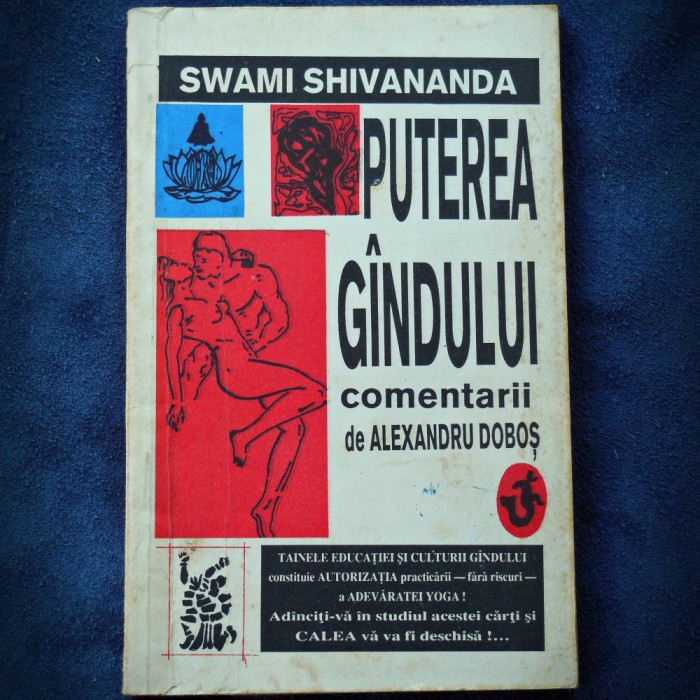 SWAMI SHIVANANDA
PUTEREA
GÎNDULUI
comentarii
de ALEXANDRU DOBOȘ
TAINELE EDUCAȚIEI ȘI CULTURII GÎNDULUI
constituie AUTORIZAȚIA practicării — fără riscuri —
a ADEVĂRATEI YOGA !
Adînciți-vă în studiul acestei cărți și
CALEA vă va fi deschisă !...